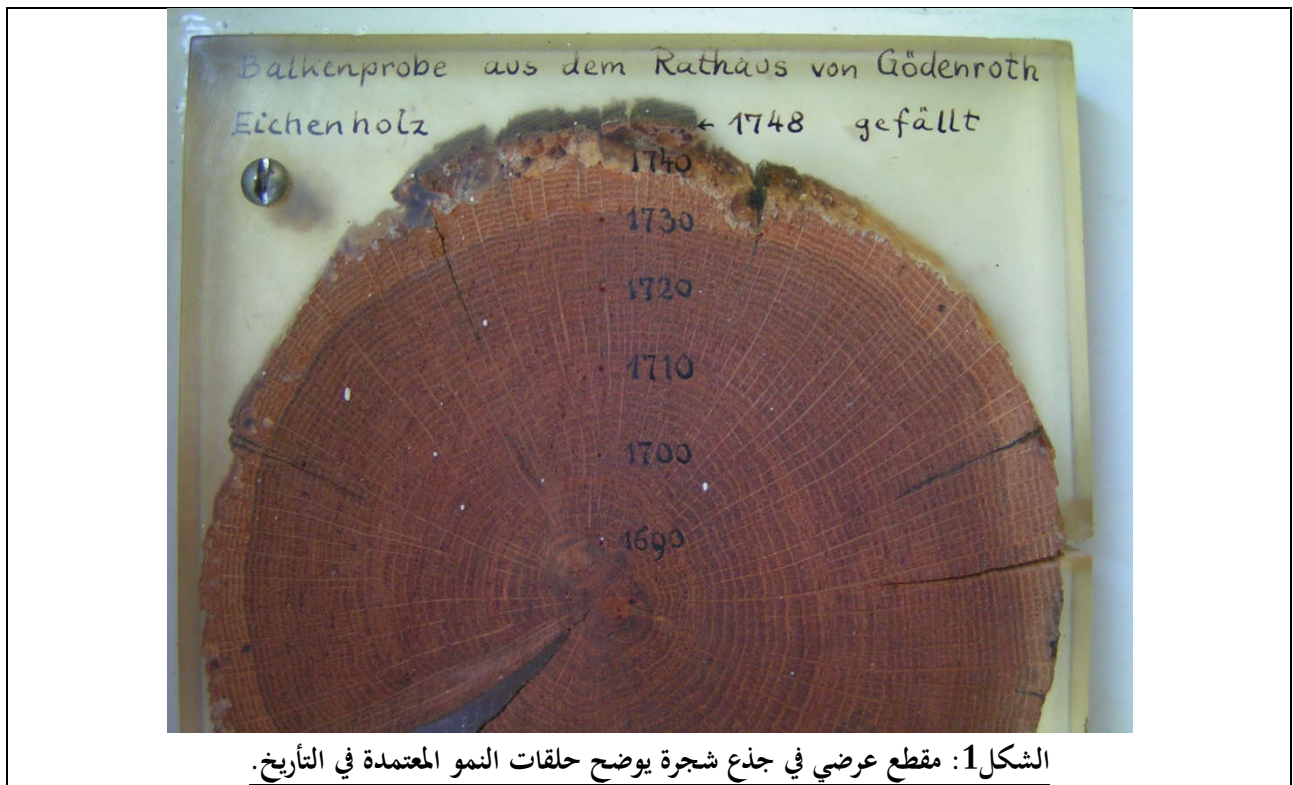 Balkenprobe aus dem Rathaus von Gödenroth
Eichenholz ← 1748 gefällt
1740
1730
1720
1710
1700
1690
الشكل1: مقطع عرضي في جذع شجرة يوضح حلقات النمو المعتمدة في التأريخ.